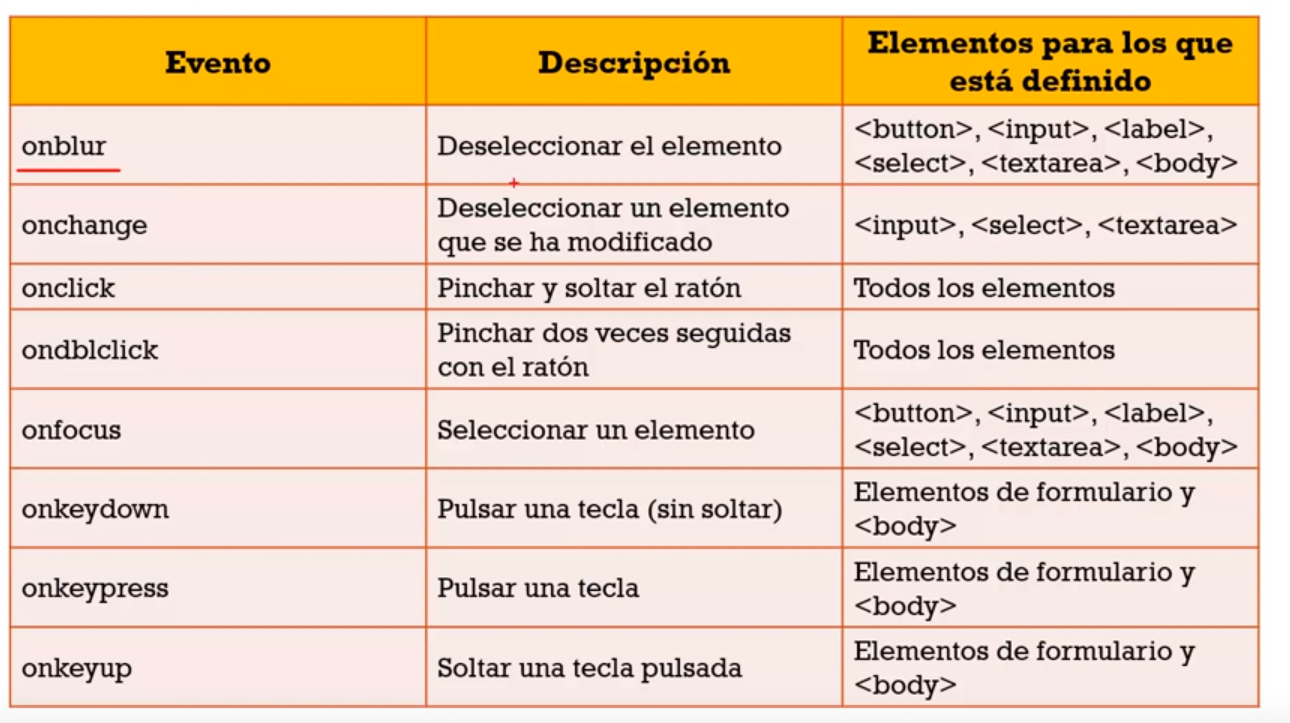 Evento
Descripción
Elementos para los que
está definido
onblur
Deseleccionar el elemento
<button>, <input>, <label>,
<select>, <textarea>, <body>
onchange
Deseleccionar un elemento
que se ha modificado
<input>, <select>, <textarea>
onclick
Pinchar y soltar el ratón
Todos los elementos
ondblclick
Pinchar dos veces seguidas
con el ratón
Todos los elementos
onfocus
Seleccionar un elemento
<button>, <input>, <label>,
<select>, <textarea>, <body>
onkeydown
Pulsar una tecla (sin soltar)
Elementos de formulario y
<body>
onkeypress
Pulsar una tecla
Elementos de formulario y
<body>
onkeyup
Soltar una tecla pulsada
Elementos de formulario y
<body>